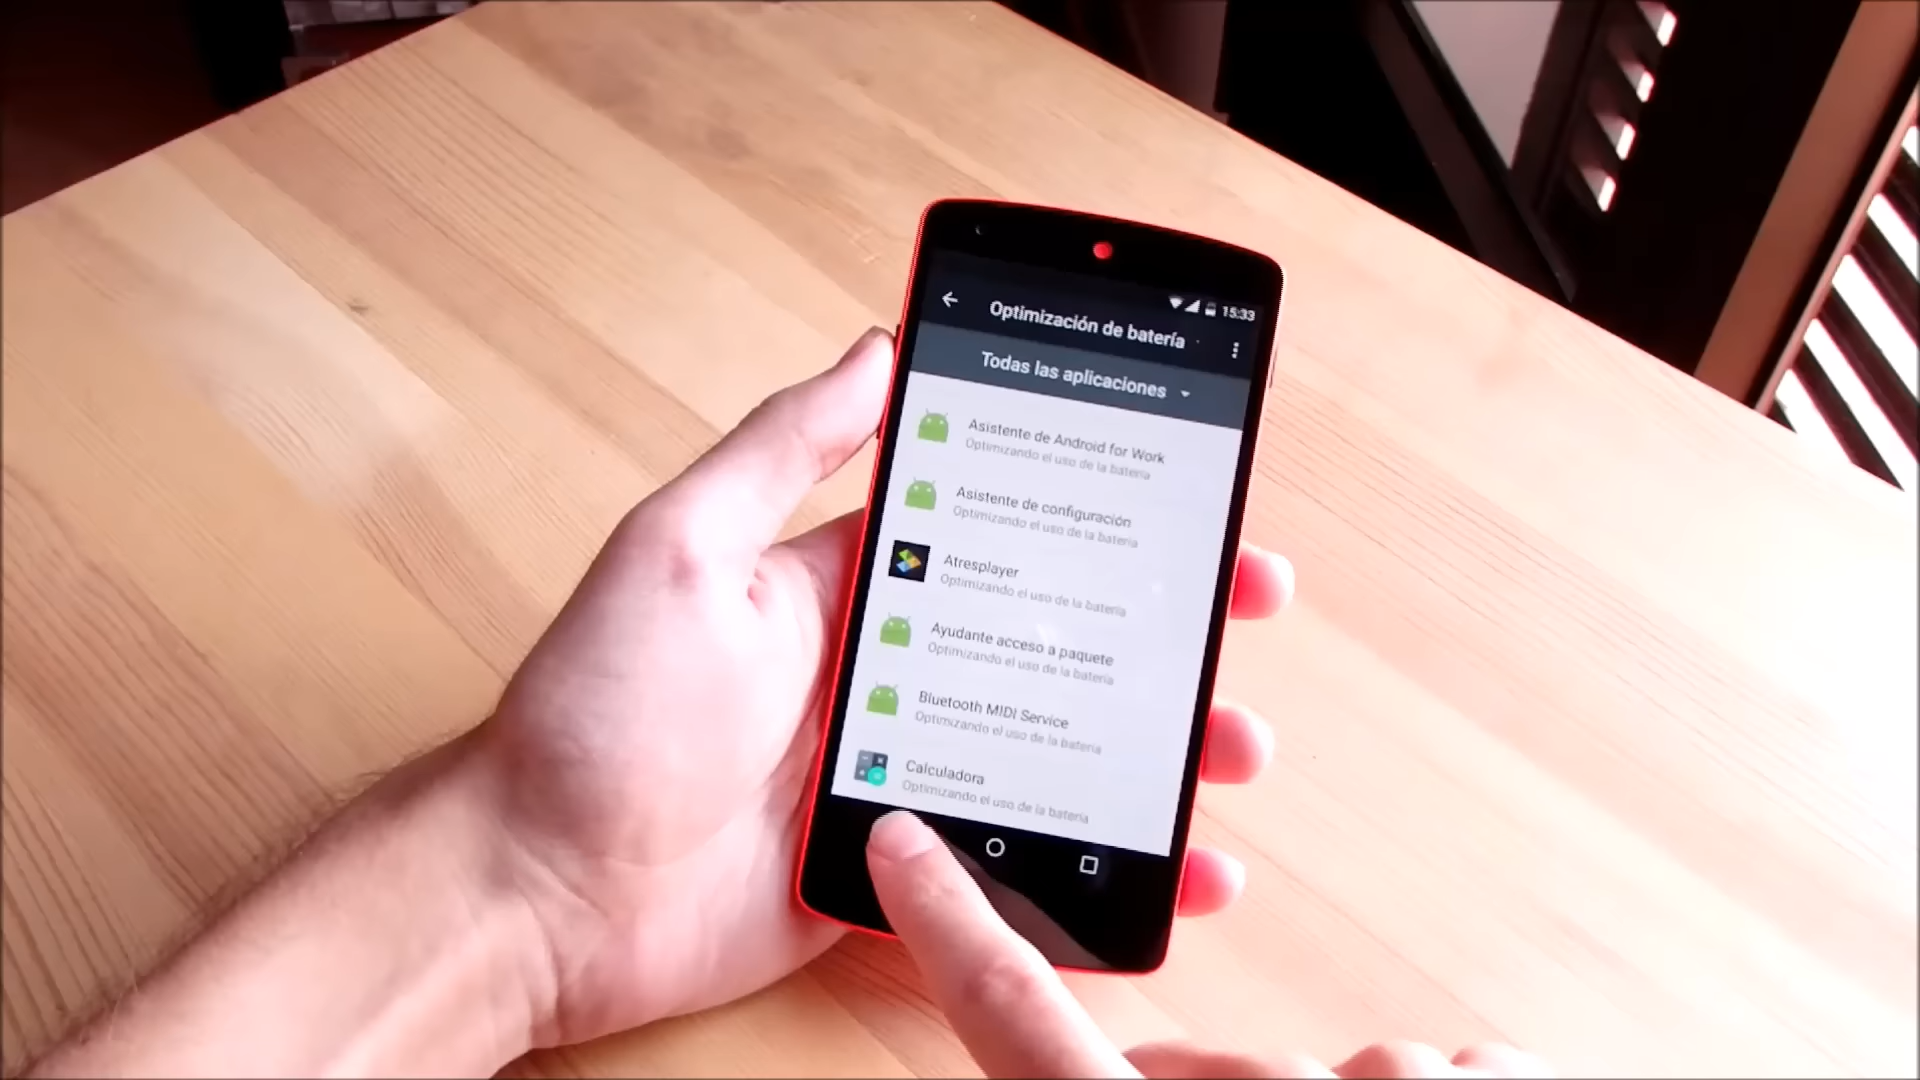 15:33
Optimización de batería
Todas las aplicaciones
Asistente de Android for Work
Optimizando el uso de la batería
Asistente de configuración
Optimizando el uso de la batería
Atresplayer
Optimizando el uso de la batería
Ayudante acceso a paquete
Optimizando el uso de la batería
Bluetooth MIDI Service
Optimizando el uso de la batería
Calculadora
Optimizando el uso de la batería